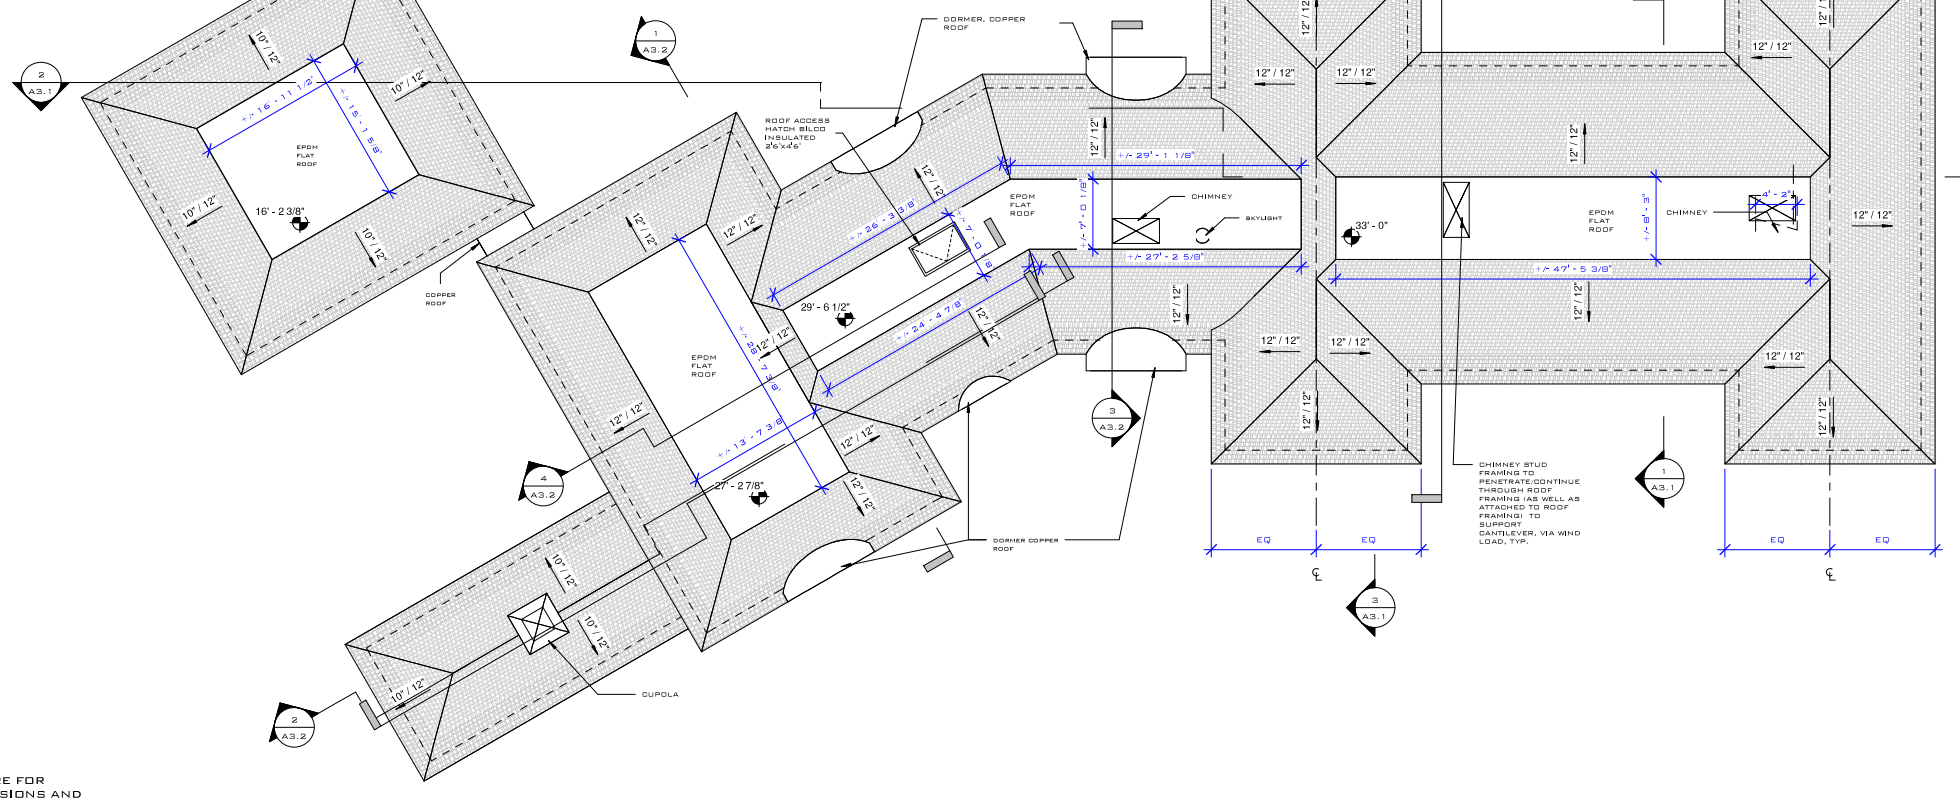 2
A3.1
10" / 12"
10" / 12"
+/- 16' - 11 1/2"
+/- 15' - 1 5/8"
EPDM
FLAT
ROOF
10" / 12"
16' - 2 3/8"
10" / 12"
COPPER
ROOF
1
A3.2
DORMER, COPPER
ROOF
ROOF ACCESS
HATCH BILCO
INSULATED
2'6"x4'6"
12" / 12"
12" / 12"
12" / 12"
+/- 26' - 3 3/8"
29' - 6 1/2"
12" / 12"
+/- 24' - 4 7/8"
12" / 12"
EPDM
FLAT
ROOF
12" / 12"
+/- 13' - 7 3/8"
12" / 12"
27' - 2 7/8"
12" / 12"
4
A3.2
10" / 12"
10" / 12"
10" / 12"
CUPOLA
2
A3.2
DORMER COPPER
ROOF
12" / 12"
+/- 29' - 1 1/8"
EPDM
FLAT
ROOF
+/- 7' - 0 1/8"
CHIMNEY
SKYLIGHT
+/- 27' - 2 5/8"
12" / 12"
3
A3.2
12" / 12"
12" / 12"
12" / 12"
12" / 12"
12" / 12"
33' - 0"
EPDM
FLAT
ROOF
+/- 8' - 3"
CHIMNEY
4' - 2"
12" / 12"
+/- 47' - 5 3/8"
12" / 12"
12" / 12"
12" / 12"
12" / 12"
12" / 12"
12" / 12"
CHIMNEY STUD
FRAMING TO
PENETRATE/CONTINUE
THROUGH ROOF
FRAMING (AS WELL AS
ATTACHED TO ROOF
FRAMING) TO
SUPPORT
CANTILEVER, VIA WIND
LOAD, TYP.
1
A3.1
EQ
EQ
EQ
EQ
3
A3.1
RE FOR
SIONS AND